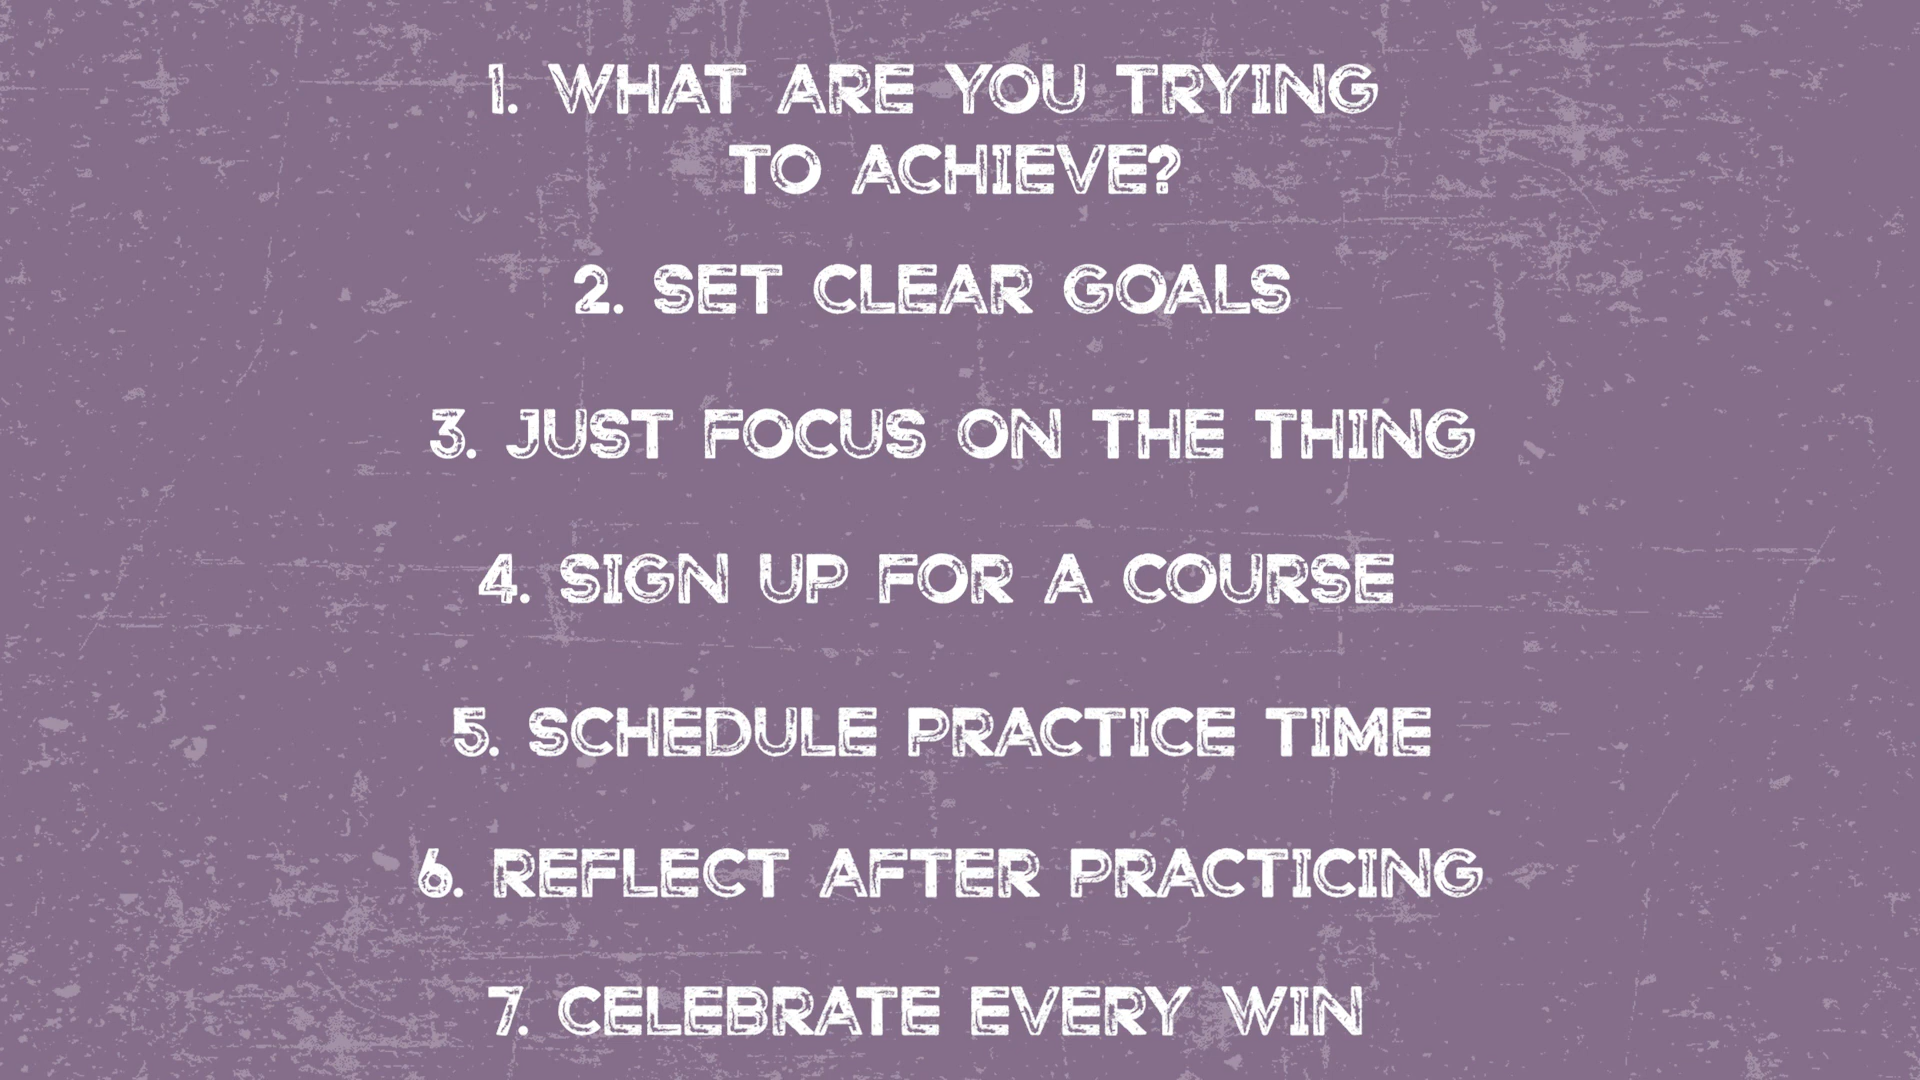 1. WHAT ARE YOU TRYING
TO ACHIEVE?
2. SET CLEAR GOALS
3. JUST FOCUS ON THE THING
4. SIGN UP FOR A COURSE
5. SCHEDULE PRACTICE TIME
6. REFLECT AFTER PRACTICING
7. CELEBRATE EVERY WIN